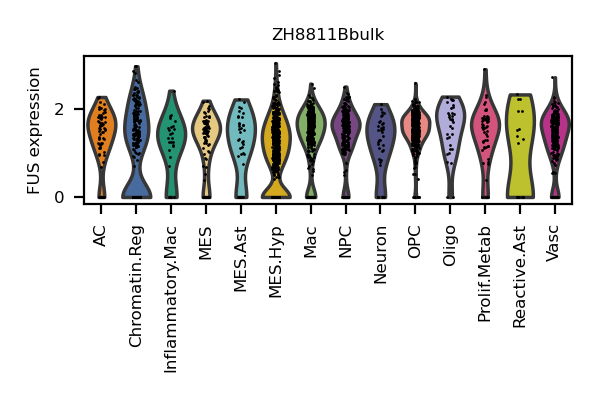 ZH8811Bbulk
FUS expression
2
0
AC
Chromatin.Reg
Inflammatory.Mac
MES
MES.Ast
MES.Hyp
Mac
NPC
Neuron
OPC
Oligo
Prolif.Metab
Reactive.Ast
Vasc